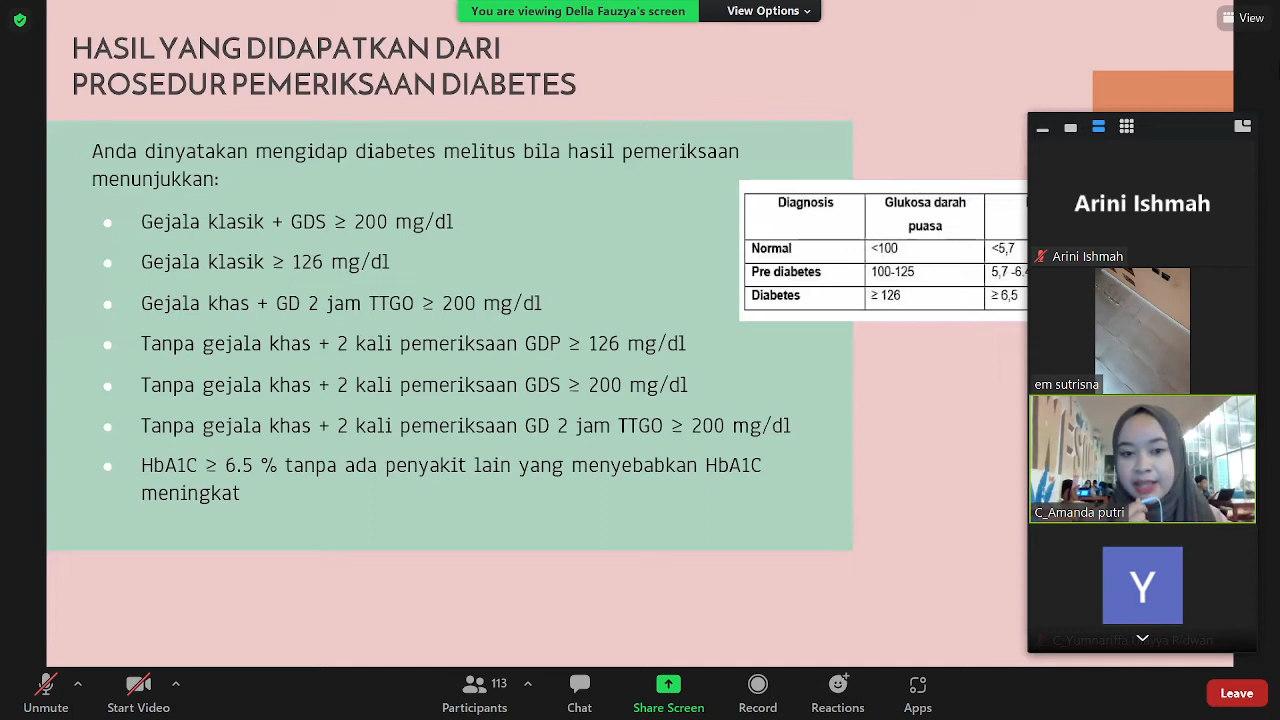 You are viewing Della Fauzya's screen
View Options
View
HASIL YANG DIDAPATKAN DARI
PROSEDUR PEMERIKSAAN DIABETES
Anda dinyatakan mengidap diabetes melitus bila hasil pemeriksaan
menunjukkan:
Gejala klasik + GDS ≥ 200 mg/dl
Gejala klasik ≥ 126 mg/dl
Gejala khas + GD 2 jam TTGO ≥ 200 mg/dl
Tanpa gejala khas + 2 kali pemeriksaan GDP ≥ 126 mg/dl
Tanpa gejala khas + 2 kali pemeriksaan GDS ≥ 200 mg/dl
Tanpa gejala khas + 2 kali pemeriksaan GD 2 jam TTGO ≥ 200 mg/dl
HbA1C ≥ 6.5 % tanpa ada penyakit lain yang menyebabkan HbA1C
meningkat
Diagnosis Glukosa darah
puasa
Normal <100 <5,7
Pre diabetes 100-125 5,7 -6.4
Diabetes ≥ 126 ≥ 6,5
Arini Ishmah
Arini Ishmah
em sutrisna
C_Amanda putri
Y
Ridwan
Unmute
Start Video
113
Participants
Chat
Share Screen
Record
Reactions
Apps
Leave